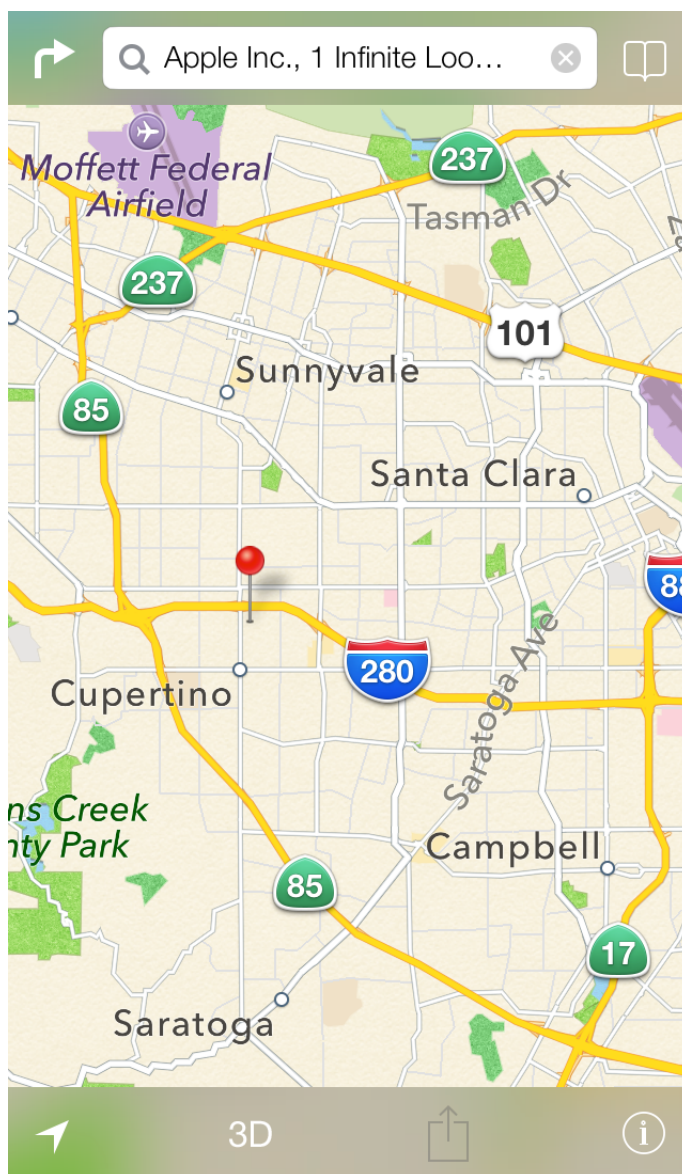 Apple Inc., 1 Infinite Loo…
Moffett Federal
Airfield
237
Tasman Dr
237
101
Sunnyvale
85
Santa Clara
280
Cupertino
Saratoga Ave
ns Creek
nty Park
Campbell
85
17
Saratoga
3D